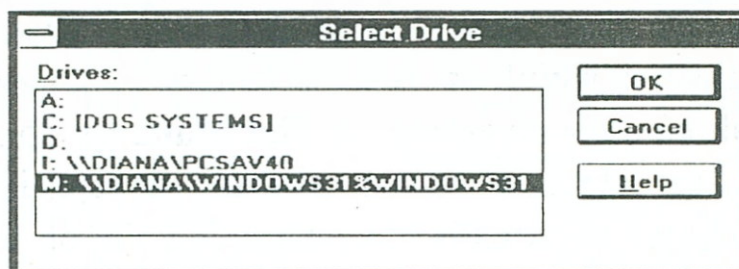 Select Drive
Drives:
A:
C: [DOS SYSTEMS]
D:
I: \\DIANA\PCSAV40
M: \\DIANA\WINDOWS31%WINDOWS31
OK
Cancel
Help